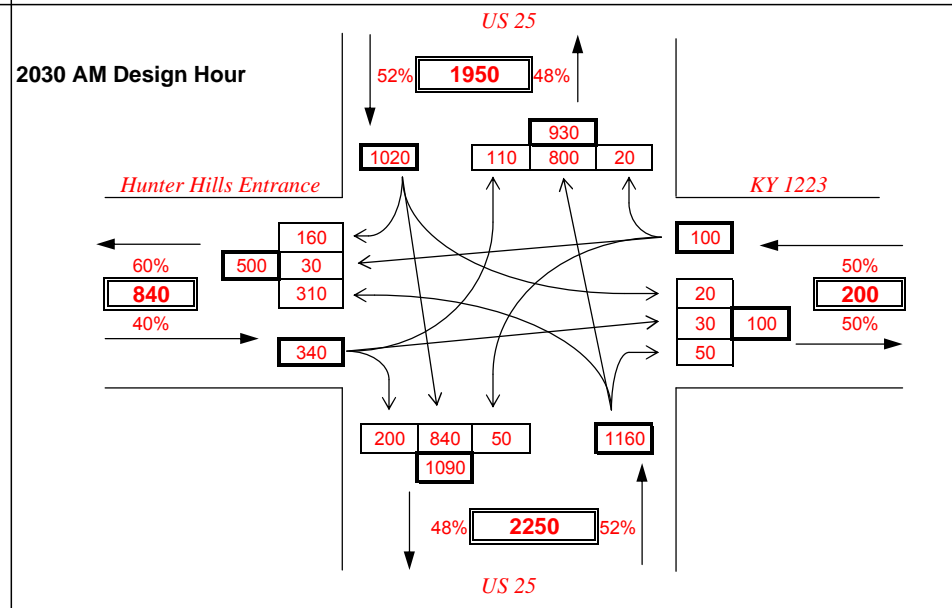 US 25
2030 AM Design Hour
52% 1950 48%
930
1020 110 800 20
Hunter Hills Entrance KY 1223
160 100
60% 500 30 50%
840 310 20 200
40% 30 100 50%
340 50
200 840 50 1160
1090
48% 2250 52%
US 25